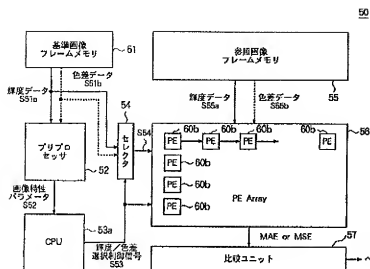 50
基準画像
フレームメモリ
51
参照画像
フレームメモリ
55
色差データ
S51b
輝度データ
S51a
輝度データ
S55a
色差データ
S55b
54
セレクタ
S54
プリプロ
セッサ
52
画像特性
パラメータ
S52
CPU
53a
輝度/色差
選択制御信号
S53
60b 60b 60b 60b
PE PE PE PE
56
PE 60b
PE 60b
PE 60b
PE Array
MAE or MSE
57
比較ユニット